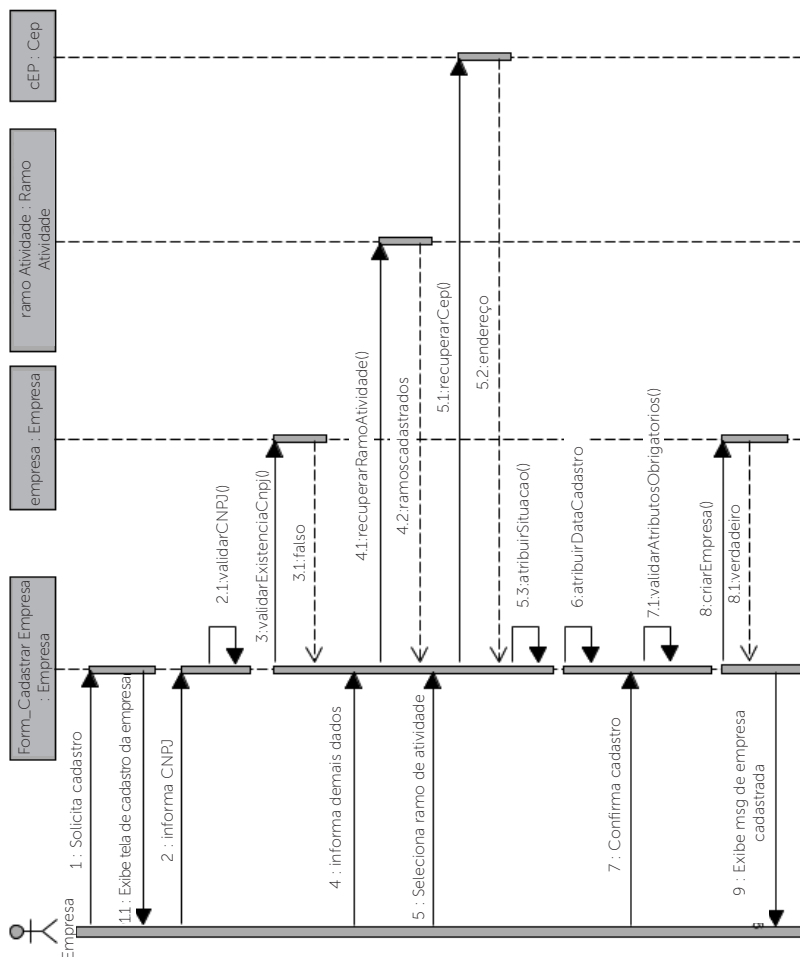 Empresa
Form_Cadastrar Empresa
: Empresa
empresa : Empresa
ramo Atividade : Ramo
Atividade
cEP : Cep
1 : Solicita cadastro
11 : Exibe tela de cadastro da empresa
2 : informa CNPJ
2.1:validarCNPJ()
3:validarExistenciaCnpj()
3.1:falso
4 : informa demais dados
4.1:recuperarRamoAtividade()
4.2:ramoscadastrados
5 : Seleciona ramo de atividade
5.1:recuperarCep()
5.2:endereço
5.3:atribuirSituacao()
6:atribuirDataCadastro
7 : Confirma cadastro
7.1:validarAtributosObrigatorios()
8:criarEmpresa()
8.1:verdadeiro
9 : Exibe msg de empresa
cadastrada